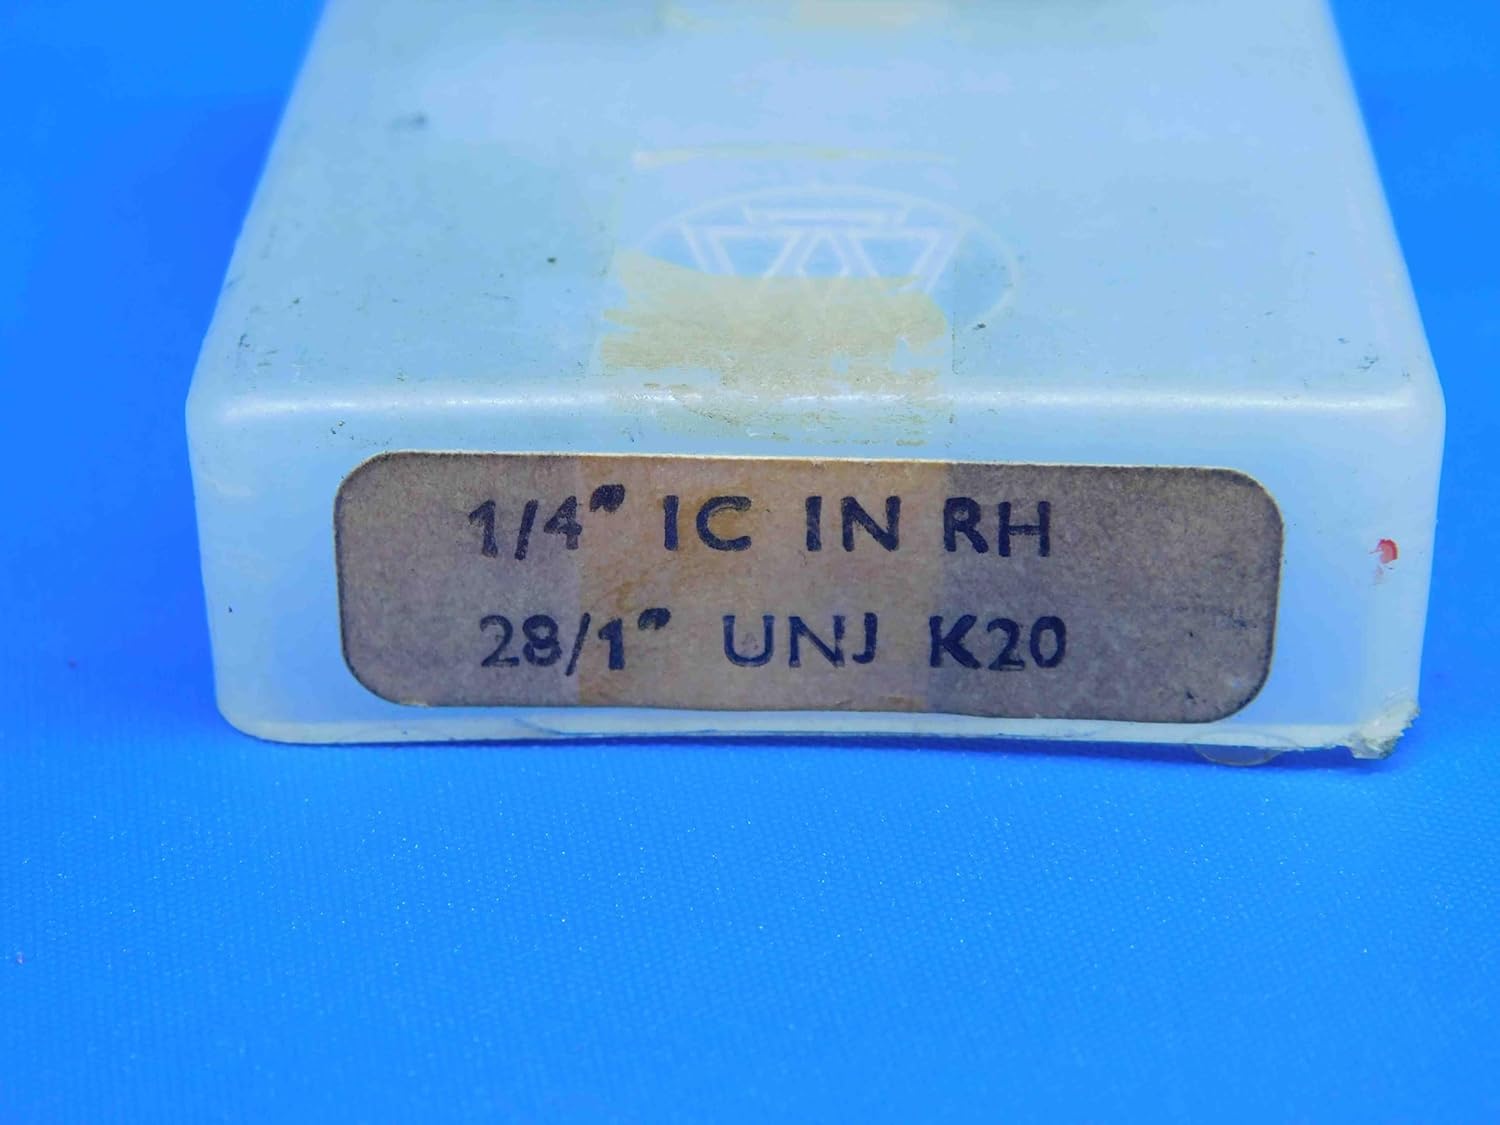 1/4" IC IN RH
28/1" UNJ K20